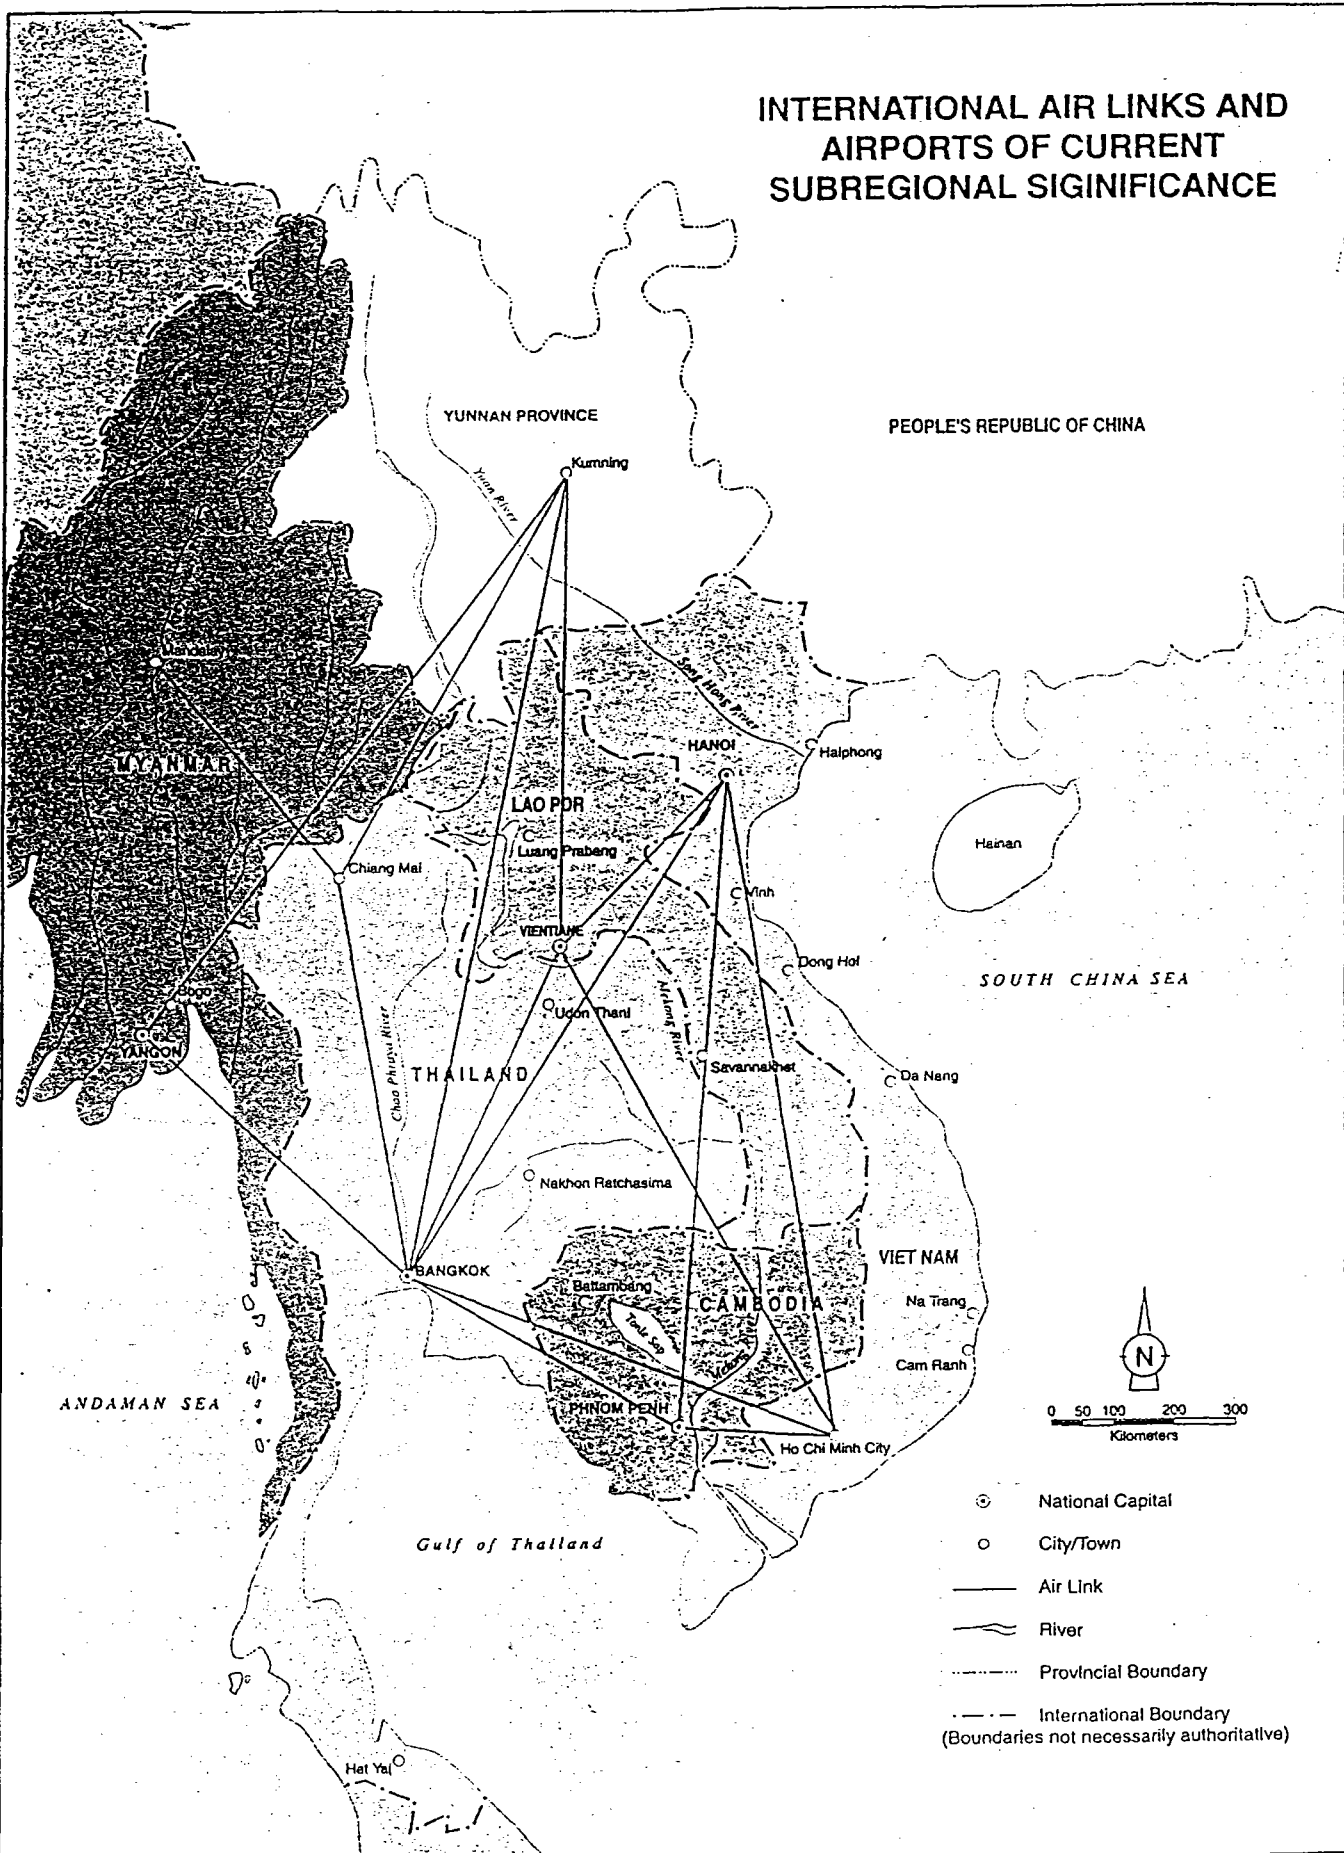 INTERNATIONAL AIR LINKS AND
AIRPORTS OF CURRENT
SUBREGIONAL SIGINIFICANCE
YUNNAN PROVINCE
PEOPLE'S REPUBLIC OF CHINA
Kumning
Yuan River
Mandalay
Song Hong River
HANOI
Haiphong
MYANMAR
LAO PDR
Luang Prabang
Hainan
Chiang Mai
Vinh
VIENTIANE
Dong Hoi
SOUTH CHINA SEA
Bogo
Udon Thani
Mekong River
YANGON
Chao Phraya River
THAILAND
Savannakhet
Da Nang
Nakhon Ratchasima
BANGKOK
VIET NAM
Battambang
CAMBODIA
Na Trang
Tonle Sap
Mekong River
Cam Ranh
N
ANDAMAN SEA
PHNOM PENH
0 50 100 200 300
Kilometers
Ho Chi Minh City
National Capital
Gulf of Thailand
City/Town
Air Link
River
Provincial Boundary
International Boundary
(Boundaries not necessarily authoritative)
Hat Yai